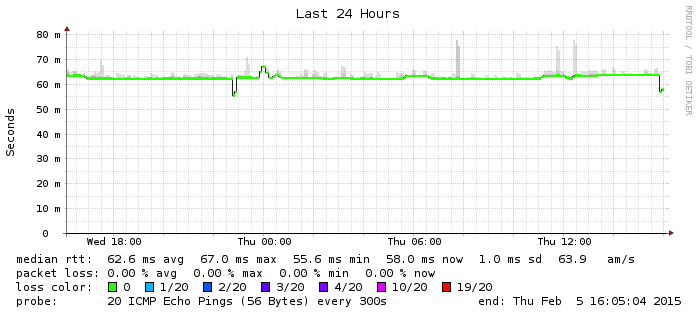 Last 24 Hours
RRDTOOL / TOBI OETIKER
Seconds
80 m
70 m
60 m
50 m
40 m
30 m
20 m
10 m
0
Wed 18:00 Thu 00:00 Thu 06:00 Thu 12:00
median rtt: 62.6 ms avg 67.0 ms max 55.6 ms min 58.0 ms now 1.0 ms sd 63.9 am/s
packet loss: 0.00 % avg 0.00 % max 0.00 % min 0.00 % now
loss color: 0 1/20 2/20 3/20 4/20 10/20 19/20
probe: 20 ICMP Echo Pings (56 Bytes) every 300s end: Thu Feb 5 16:05:04 2015